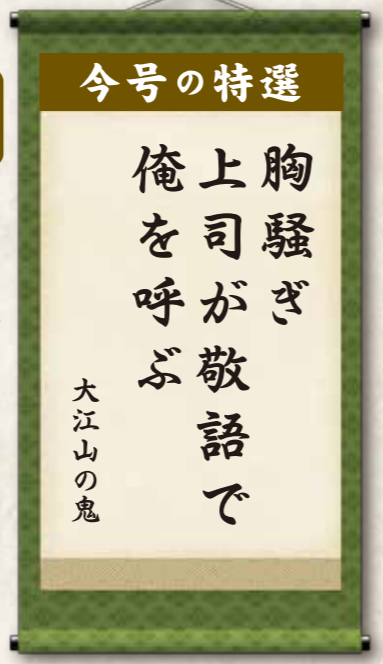 今号の特選
胸騒ぎ
上司が敬語で
俺を呼ぶ
大江山の鬼